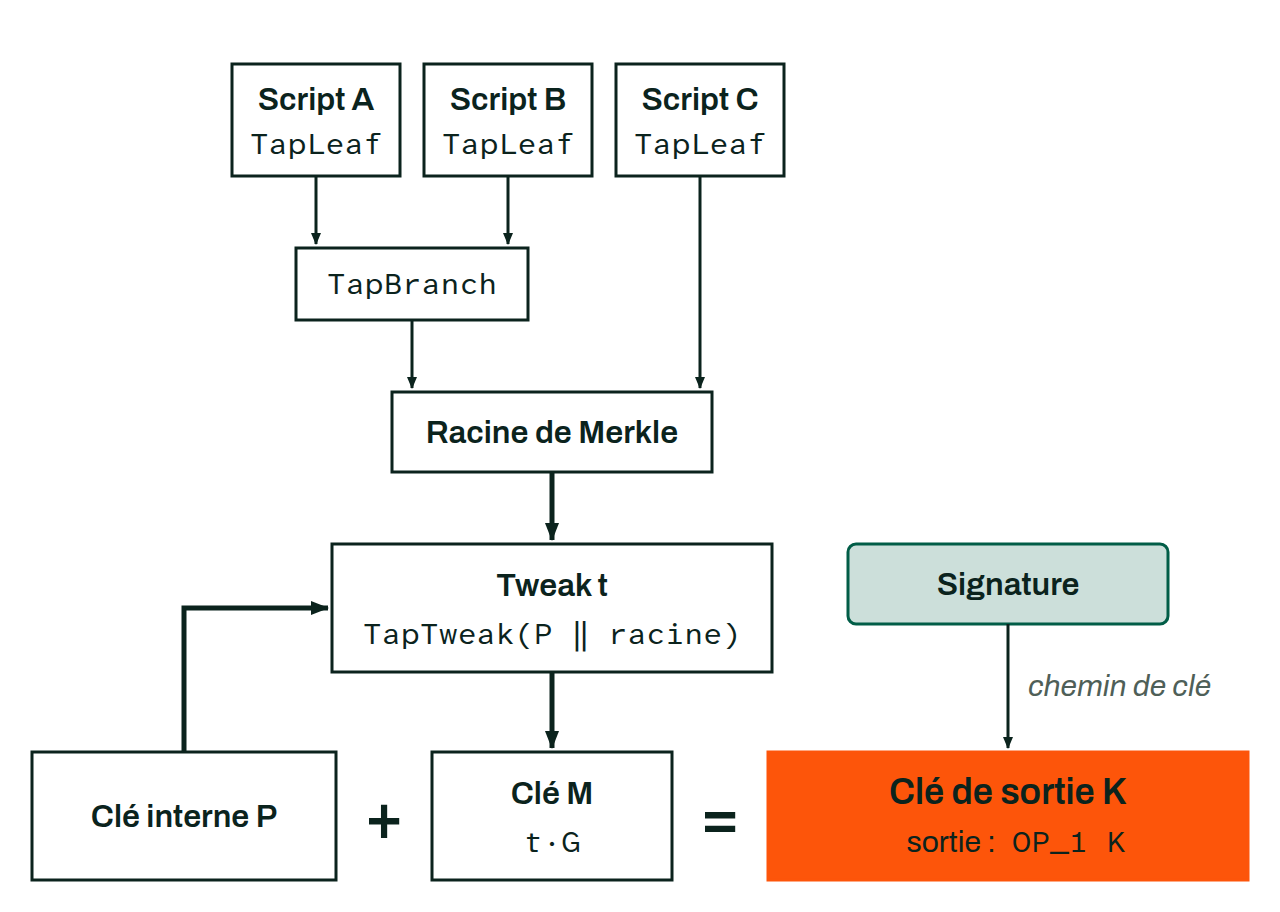 Script A
TapLeaf
Script B
TapLeaf
Script C
TapLeaf
TapBranch
Racine de Merkle
Tweak t
TapTweak(P ‖ racine)
Signature
chemin de clé
Clé interne P
+
Clé M
t·G
=
Clé de sortie K
sortie : OP_1 K